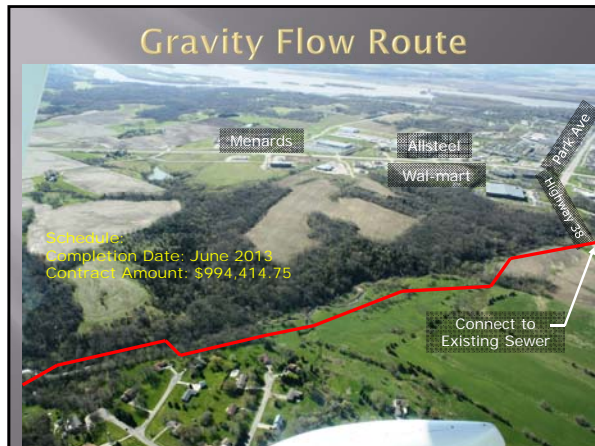 Gravity Flow Route
Menards
Allsteel
Wal-mart
Park Ave
Highway 38
Schedule:
Completion Date: June 2013
Contract Amount: $994,414.75
Connect to
Existing Sewer